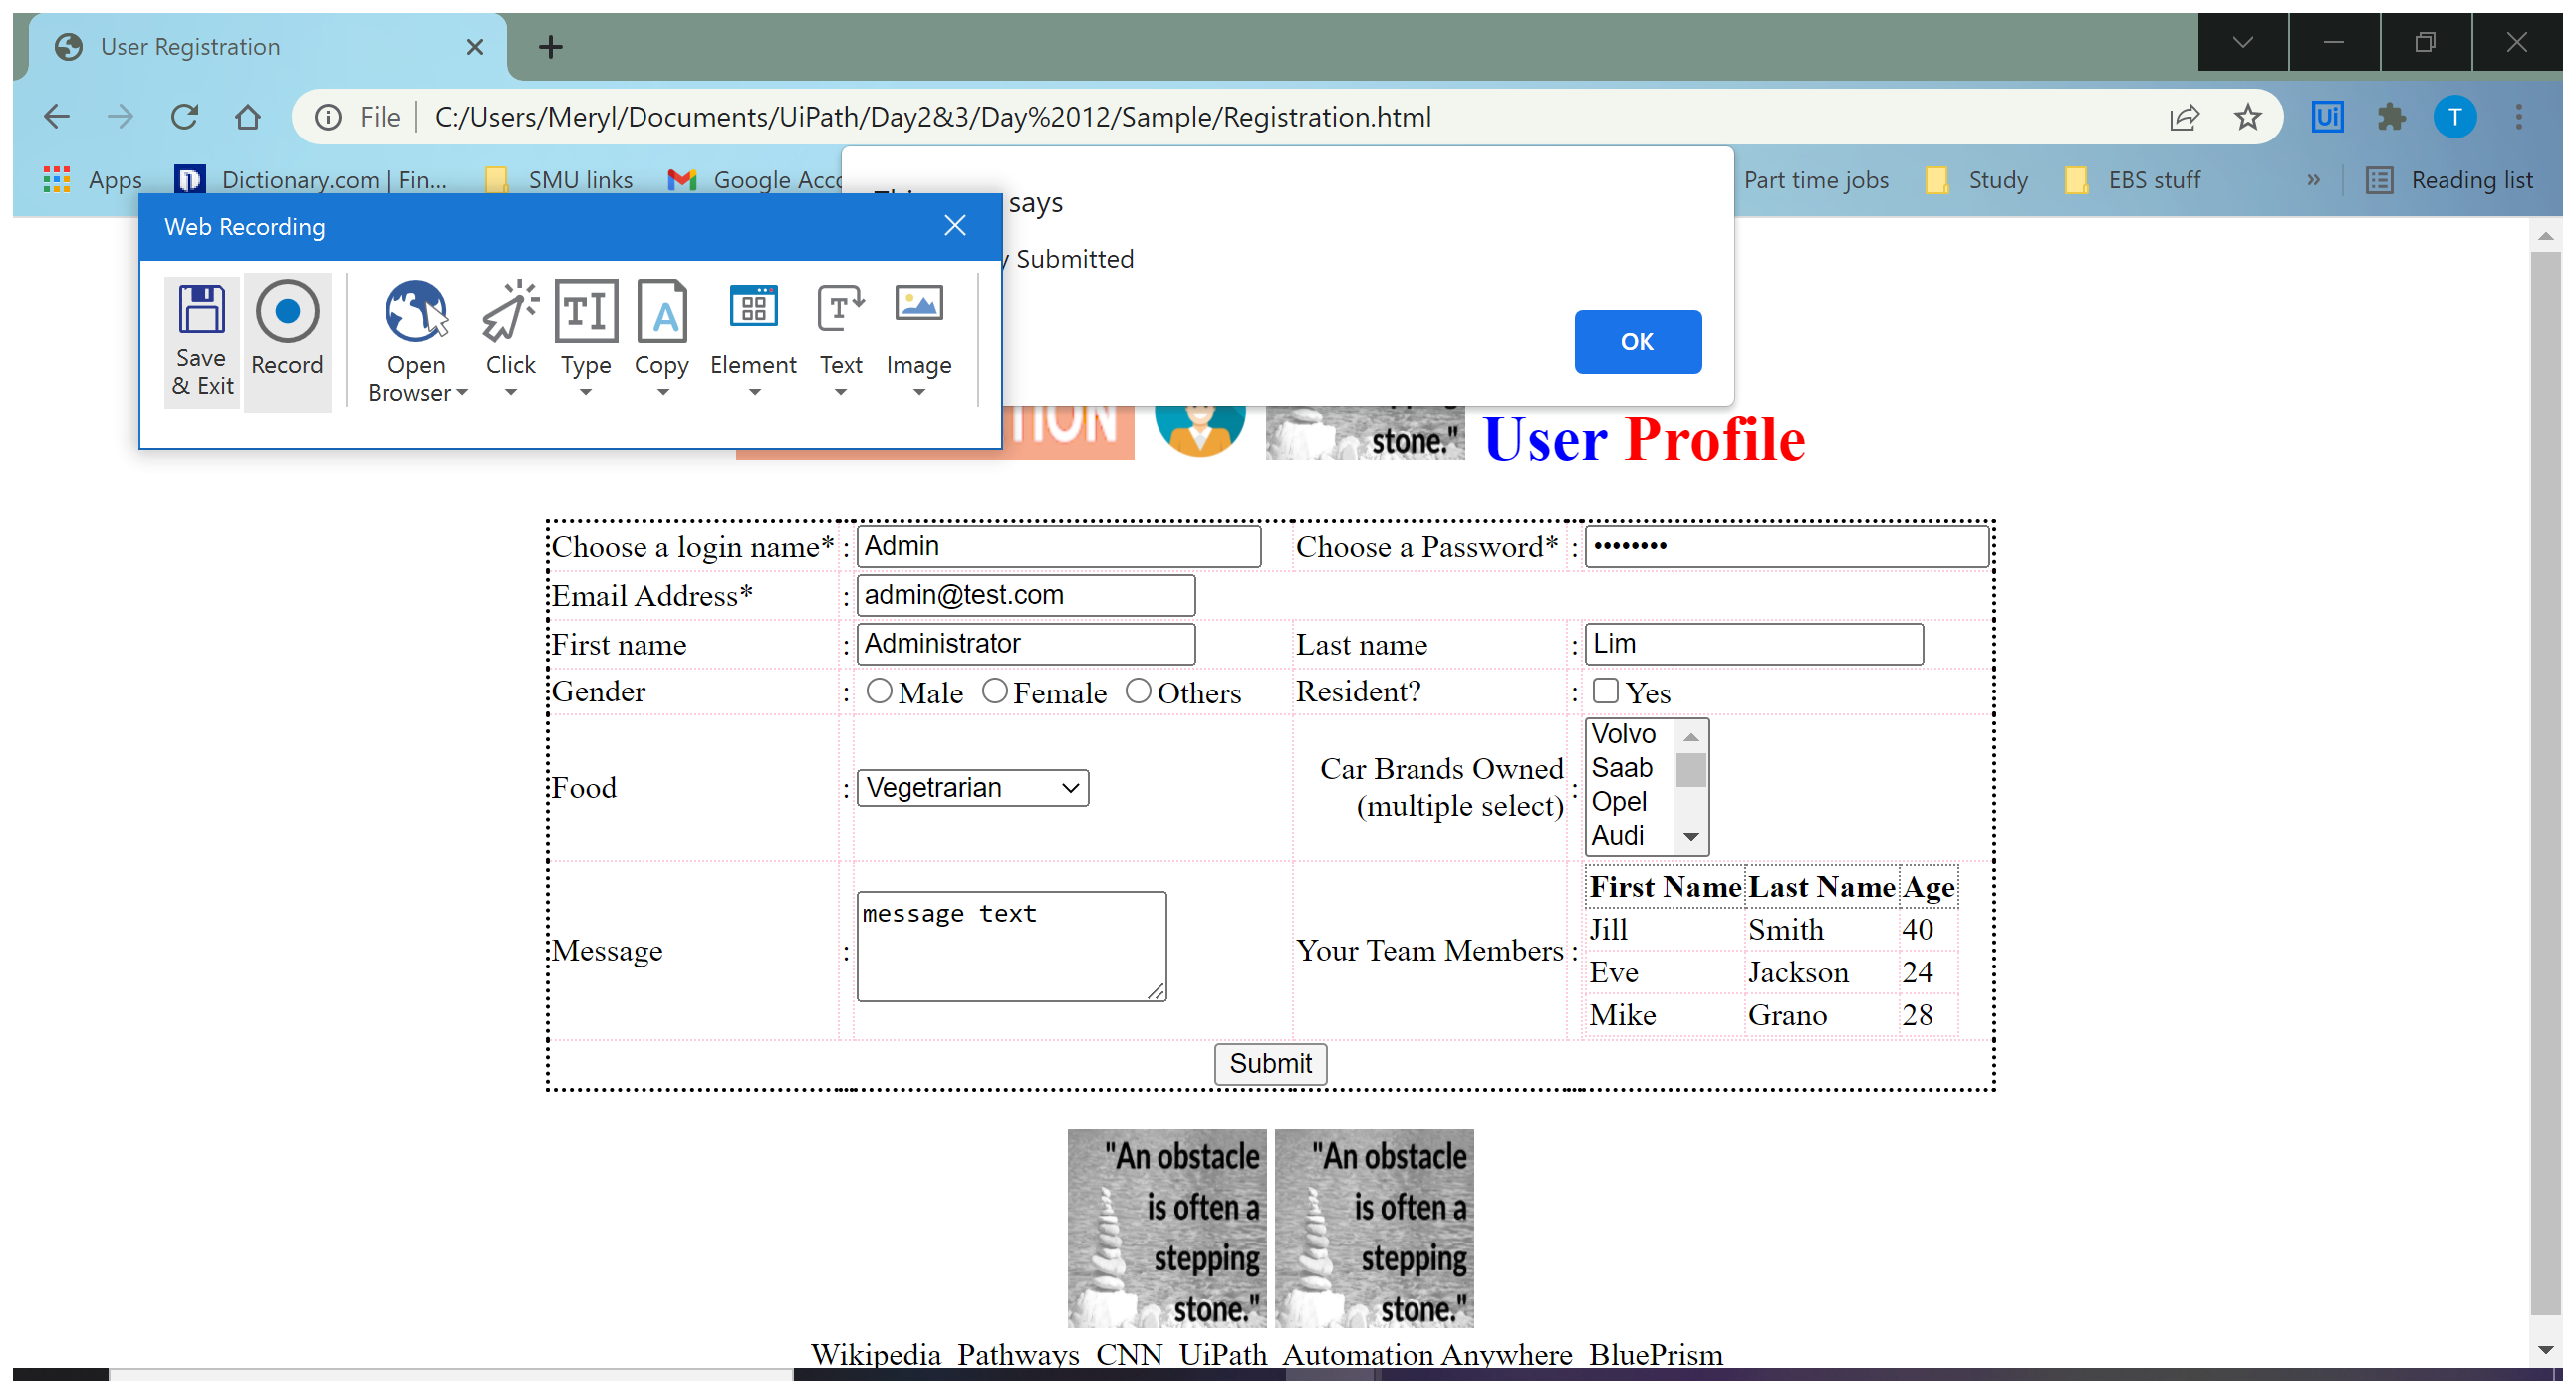 User Registration
File C:/Users/Meryl/Documents/UiPath/Day2&3/Day%2012/Sample/Registration.html
Ui
T
Apps Dictionary.com | Fin... SMU links Google Acco Part time jobs Study EBS stuff » Reading list
says
y Submitted
OK
Web Recording
Save & Exit
Record
Open Browser
Click
Type
Copy
Element
Text
Image
TION
stone."
User Profile
Choose a login name* : Admin Choose a Password* : ••••••••
Email Address* : admin@test.com
First name : Administrator Last name : Lim
Gender : Male Female Others Resident? : Yes
Food : Vegetrarian Car Brands Owned (multiple select) :
Volvo
Saab
Opel
Audi
Message : message text Your Team Members :
First Name Last Name Age
Jill Smith 40
Eve Jackson 24
Mike Grano 28
Submit
"An obstacle
is often a
stepping
stone."
"An obstacle
is often a
stepping
stone."
Wikipedia Pathways CNN UiPath Automation Anywhere BluePrism